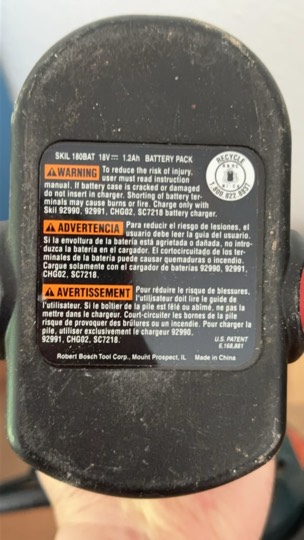 SKIL 180BAT 18V⎓ 1.2Ah BATTERY PACK
WARNING To reduce the risk of injury,
user must read instruction
manual. If battery case is cracked or damaged
do not insert in charger. Shorting of battery ter-
minals may cause burns or fire. Charge only with
Skil 92990, 92991, CHG02, SC7218 battery charger.
RECYCLE
1.800.822.8837
ADVERTENCIA Para reducir el riesgo de lesiones, el
usuario debe leer la guía del usuario.
Si la envoltura de la batería está agrietada o dañada, no intro-
duzca la batería en el cargador. El cortocircuitado de los ter-
minales de la batería puede causar quemaduras o incendio.
Cargue solamente con el cargador de baterías 92990, 92991,
CHG02, SC7218.
AVERTISSEMENT Pour réduire le risque de blessures,
l'utilisateur doit lire le guide de
l'utilisateur. Si le boîtier de la pile est fêlé ou abîmé, ne pas la
mettre dans le chargeur. Court-circuiter les bornes de la pile
risque de provoquer des brûlures ou un incendie. Pour charger la
pile, utiliser exclusivement le chargeur 92990,
92991, CHG02, SC7218.
U.S. PATENT
6,168,881
Robert Bosch Tool Corp., Mount Prospect, IL Made in China